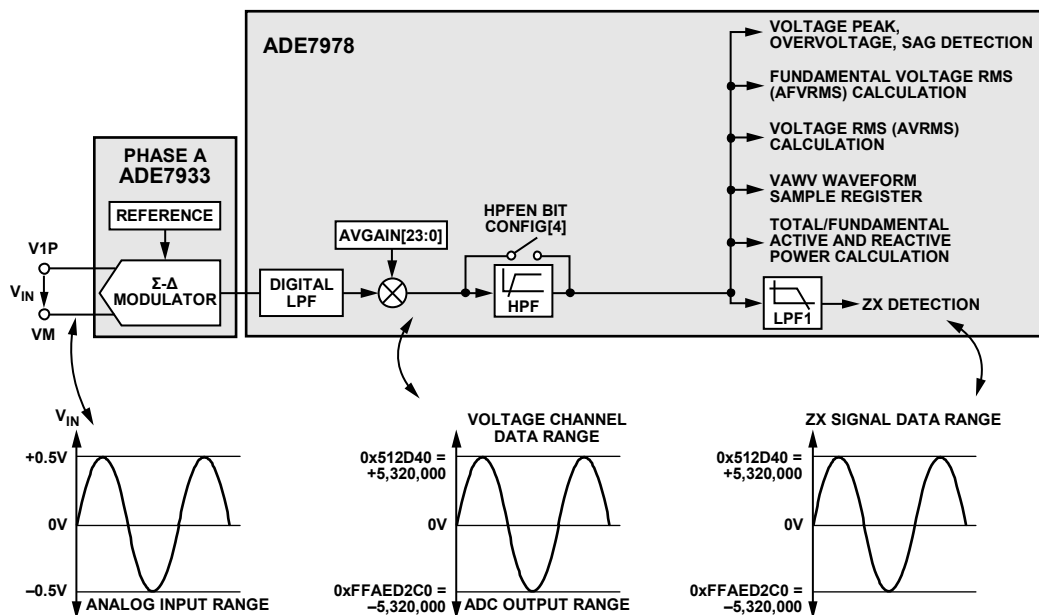 ADE7978
VOLTAGE PEAK,
OVERVOLTAGE, SAG DETECTION
FUNDAMENTAL VOLTAGE RMS
(AFVRMS) CALCULATION
VOLTAGE RMS (AVRMS)
CALCULATION
VAWV WAVEFORM
SAMPLE REGISTER
TOTAL/FUNDAMENTAL
ACTIVE AND REACTIVE
POWER CALCULATION
PHASE A
ADE7933
REFERENCE
Σ-Δ
MODULATOR
V1P
VIN
VM
DIGITAL
LPF
AVGAIN[23:0]
HPFEN BIT
CONFIG[4]
HPF
LPF1
ZX DETECTION
VIN
+0.5V
0V
–0.5V
ANALOG INPUT RANGE
VOLTAGE CHANNEL
DATA RANGE
0x512D40 =
+5,320,000
0V
0xFFAED2C0 =
–5,320,000
ADC OUTPUT RANGE
ZX SIGNAL DATA RANGE
0x512D40 =
+5,320,000
0V
0xFFAED2C0 =
–5,320,000